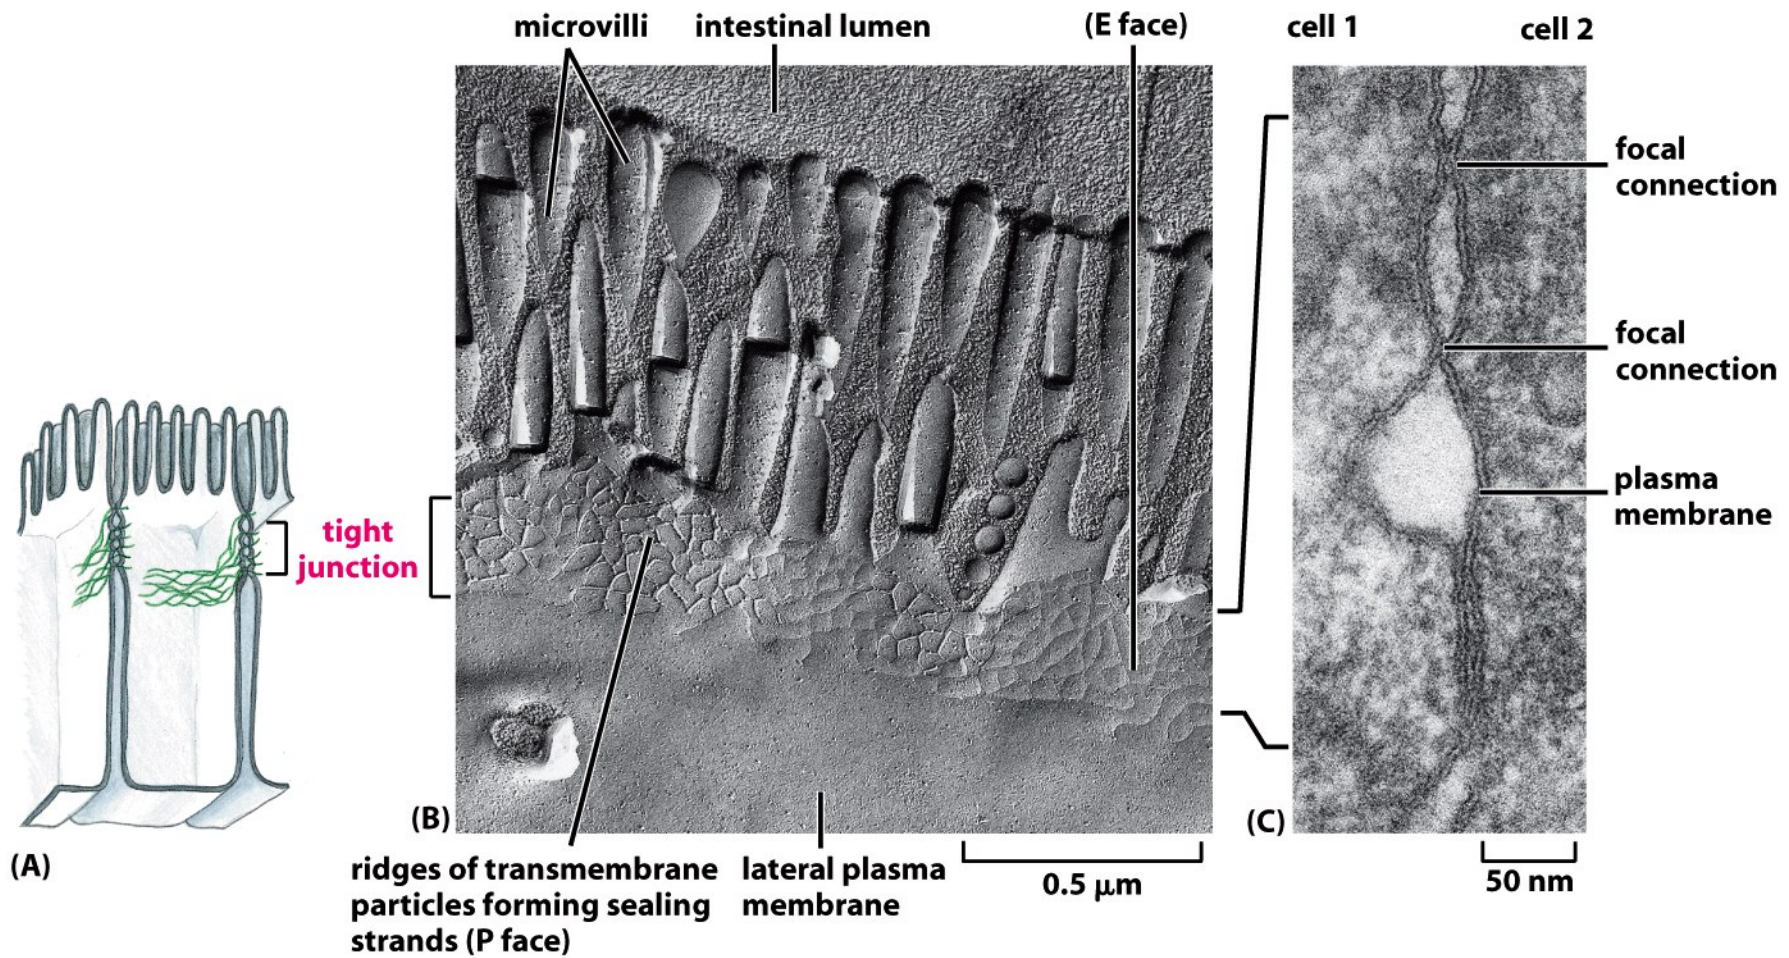 microvilli
intestinal lumen
(E face)
cell 1
cell 2
focal
connection
focal
connection
plasma
membrane
tight
junction
(A)
(B)
(C)
ridges of transmembrane
particles forming sealing
strands (P face)
lateral plasma
membrane
0.5 μm
50 nm